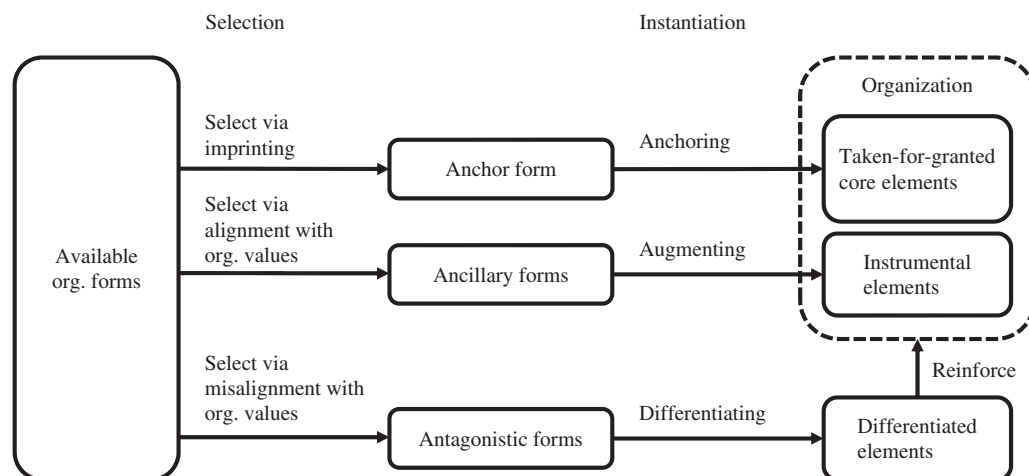 Selection
Instantiation
Organization
Select via
imprinting
Anchor form
Anchoring
Taken-for-granted
core elements
Available
org. forms
Select via
alignment with
org. values
Ancillary forms
Augmenting
Instrumental
elements
Select via
misalignment with
org. values
Antagonistic forms
Differentiating
Reinforce
Differentiated
elements